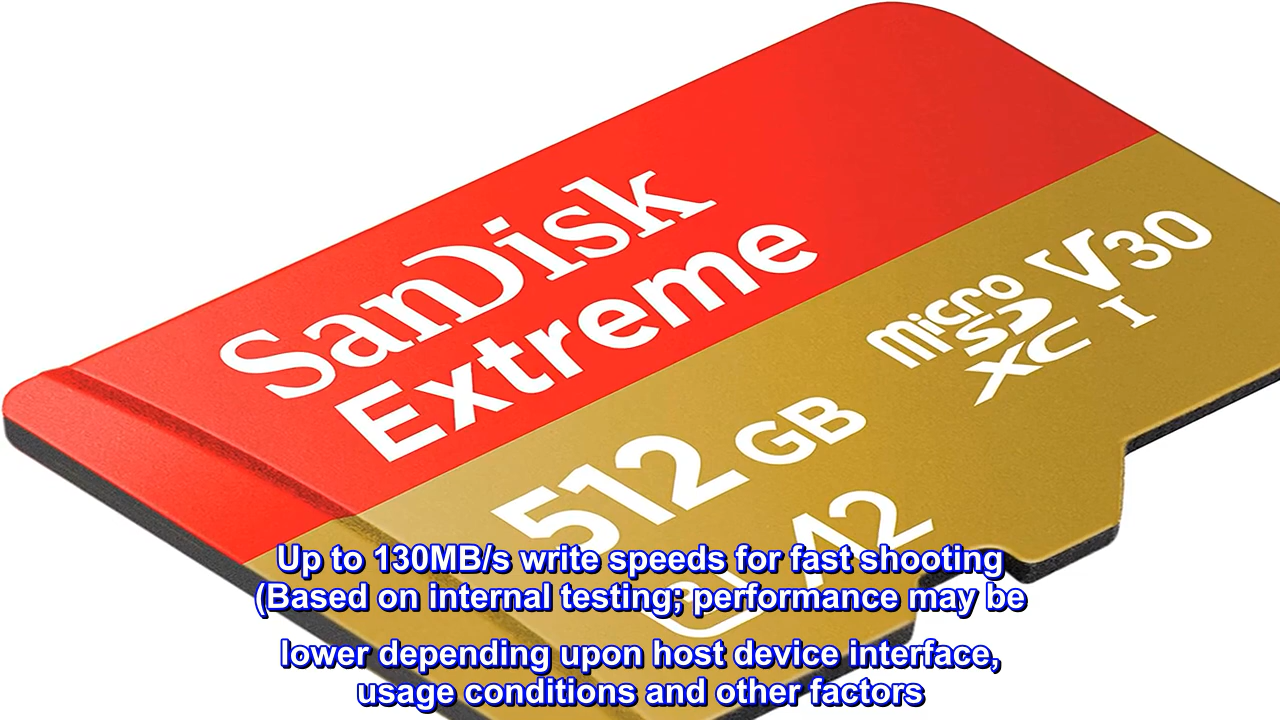 SanDisk
Extreme
micro
SD
XC I
V30
512 GB
A2
Up to 130MB/s write speeds for fast shooting
(Based on internal testing; performance may be
lower depending upon host device interface,
usage conditions and other factors